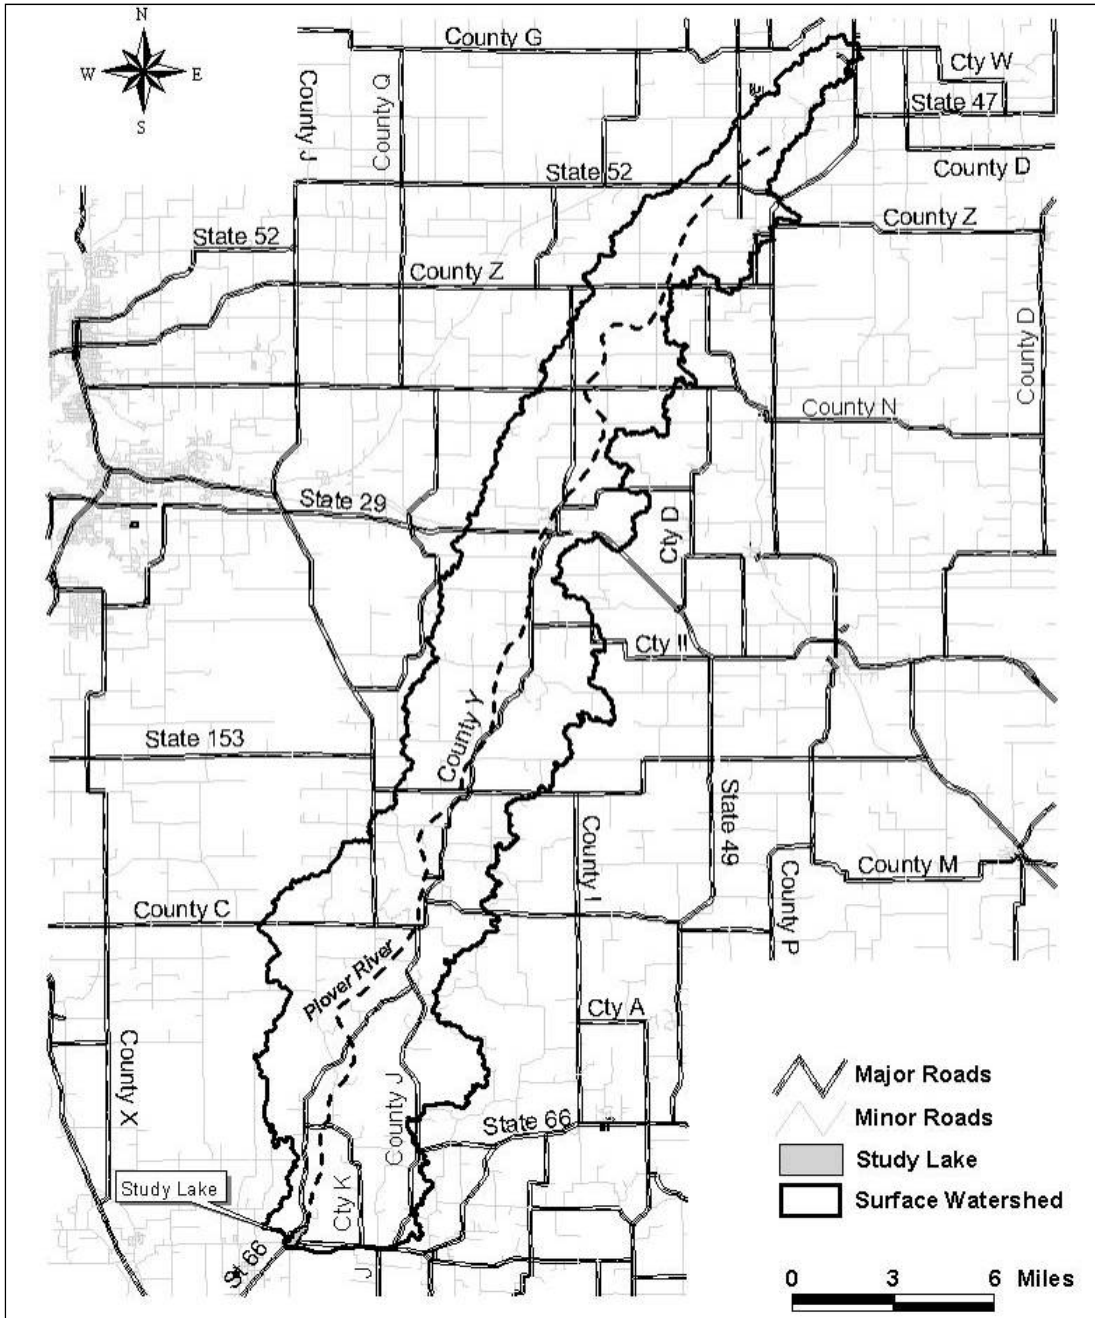 N
W E
S
County G
Cty W
State 47
County J
County Q
County D
State 52
County Z
State 52
County Z
County D
County N
State 29
Cty D
Cty II
County Y
State 153
State 49
County I
County M
County P
County C
Plover River
Cty A
County X
County J
State 66
Cty K
Study Lake
St 66
J
Major Roads
Minor Roads
Study Lake
Surface Watershed
0 3 6 Miles